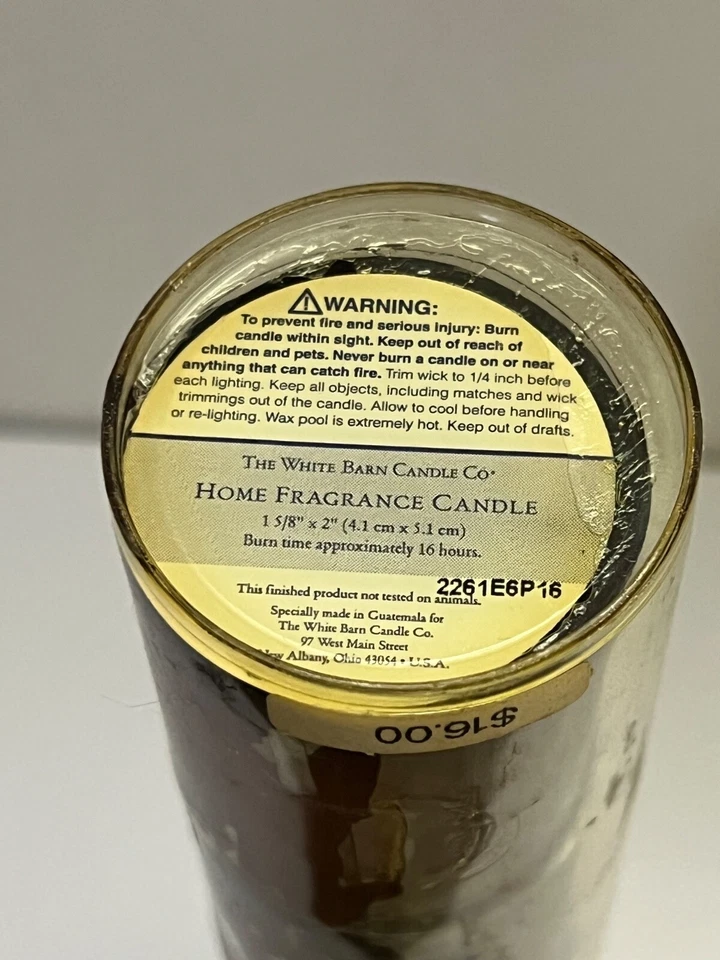 ⚠WARNING:
To prevent fire and serious injury: Burn
candle within sight. Keep out of reach of
children and pets. Never burn a candle on or near
anything that can catch fire. Trim wick to 1/4 inch before
each lighting. Keep all objects, including matches and wick
trimmings out of the candle. Allow to cool before handling
or re-lighting. Wax pool is extremely hot. Keep out of drafts.
THE WHITE BARN CANDLE CO.
HOME FRAGRANCE CANDLE
1 5/8" x 2" (4.1 cm x 5.1 cm)
Burn time approximately 16 hours.
2261E6P16
This finished product not tested on animals.
Specially made in Guatemala for
The White Barn Candle Co.
97 West Main Street
New Albany, Ohio 43054 • U.S.A.
$16.00